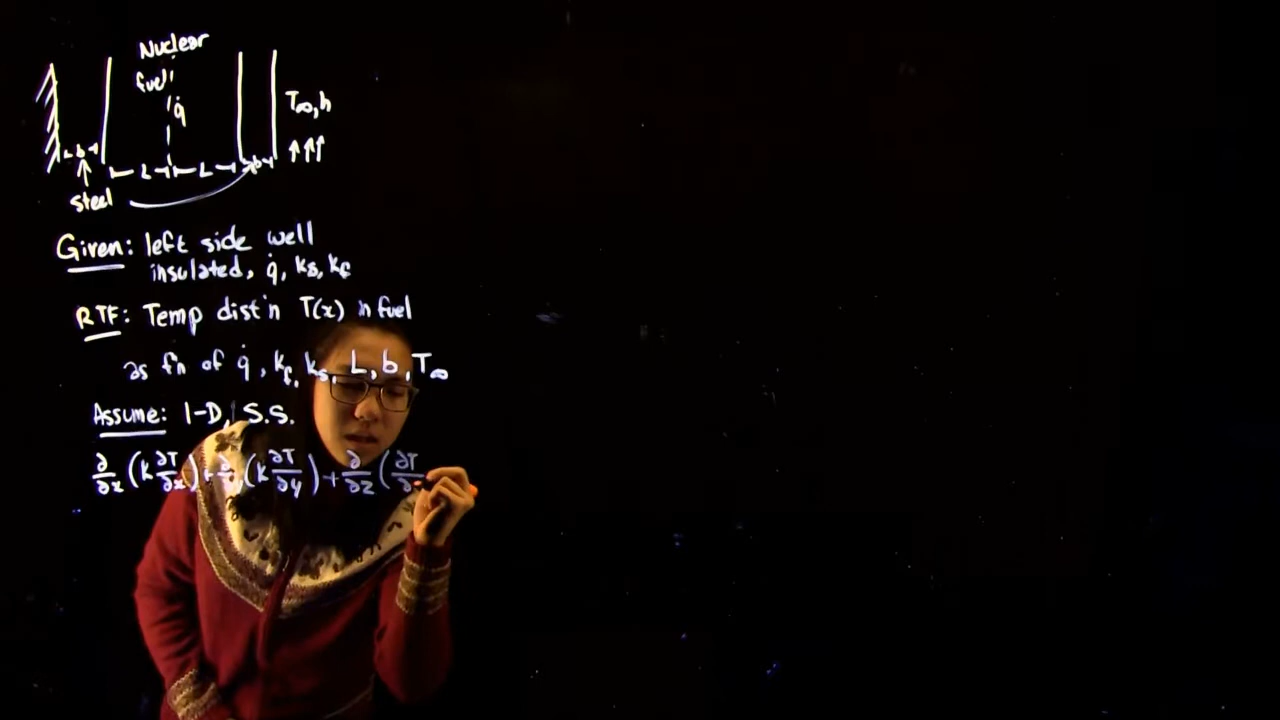 Nuclear
fuel
q̇
T∞, h
b
L
L
b
steel
Given: left side well
insulated, q̇, ks, kf
RTF: Temp dist'n T(x) in fuel
as fn of q̇, kf, ks, L, b, T∞
Assume: 1-D, S.S.
∂/∂x (k ∂T/∂x) + ∂/∂y (k ∂T/∂y) + ∂/∂z (∂T/∂